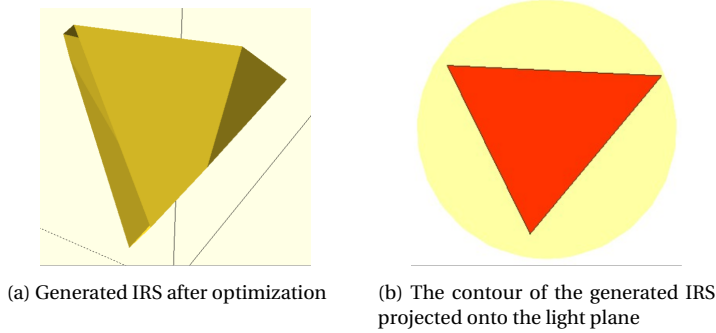 (a) Generated IRS after optimization
(b) The contour of the generated IRS
projected onto the light plane